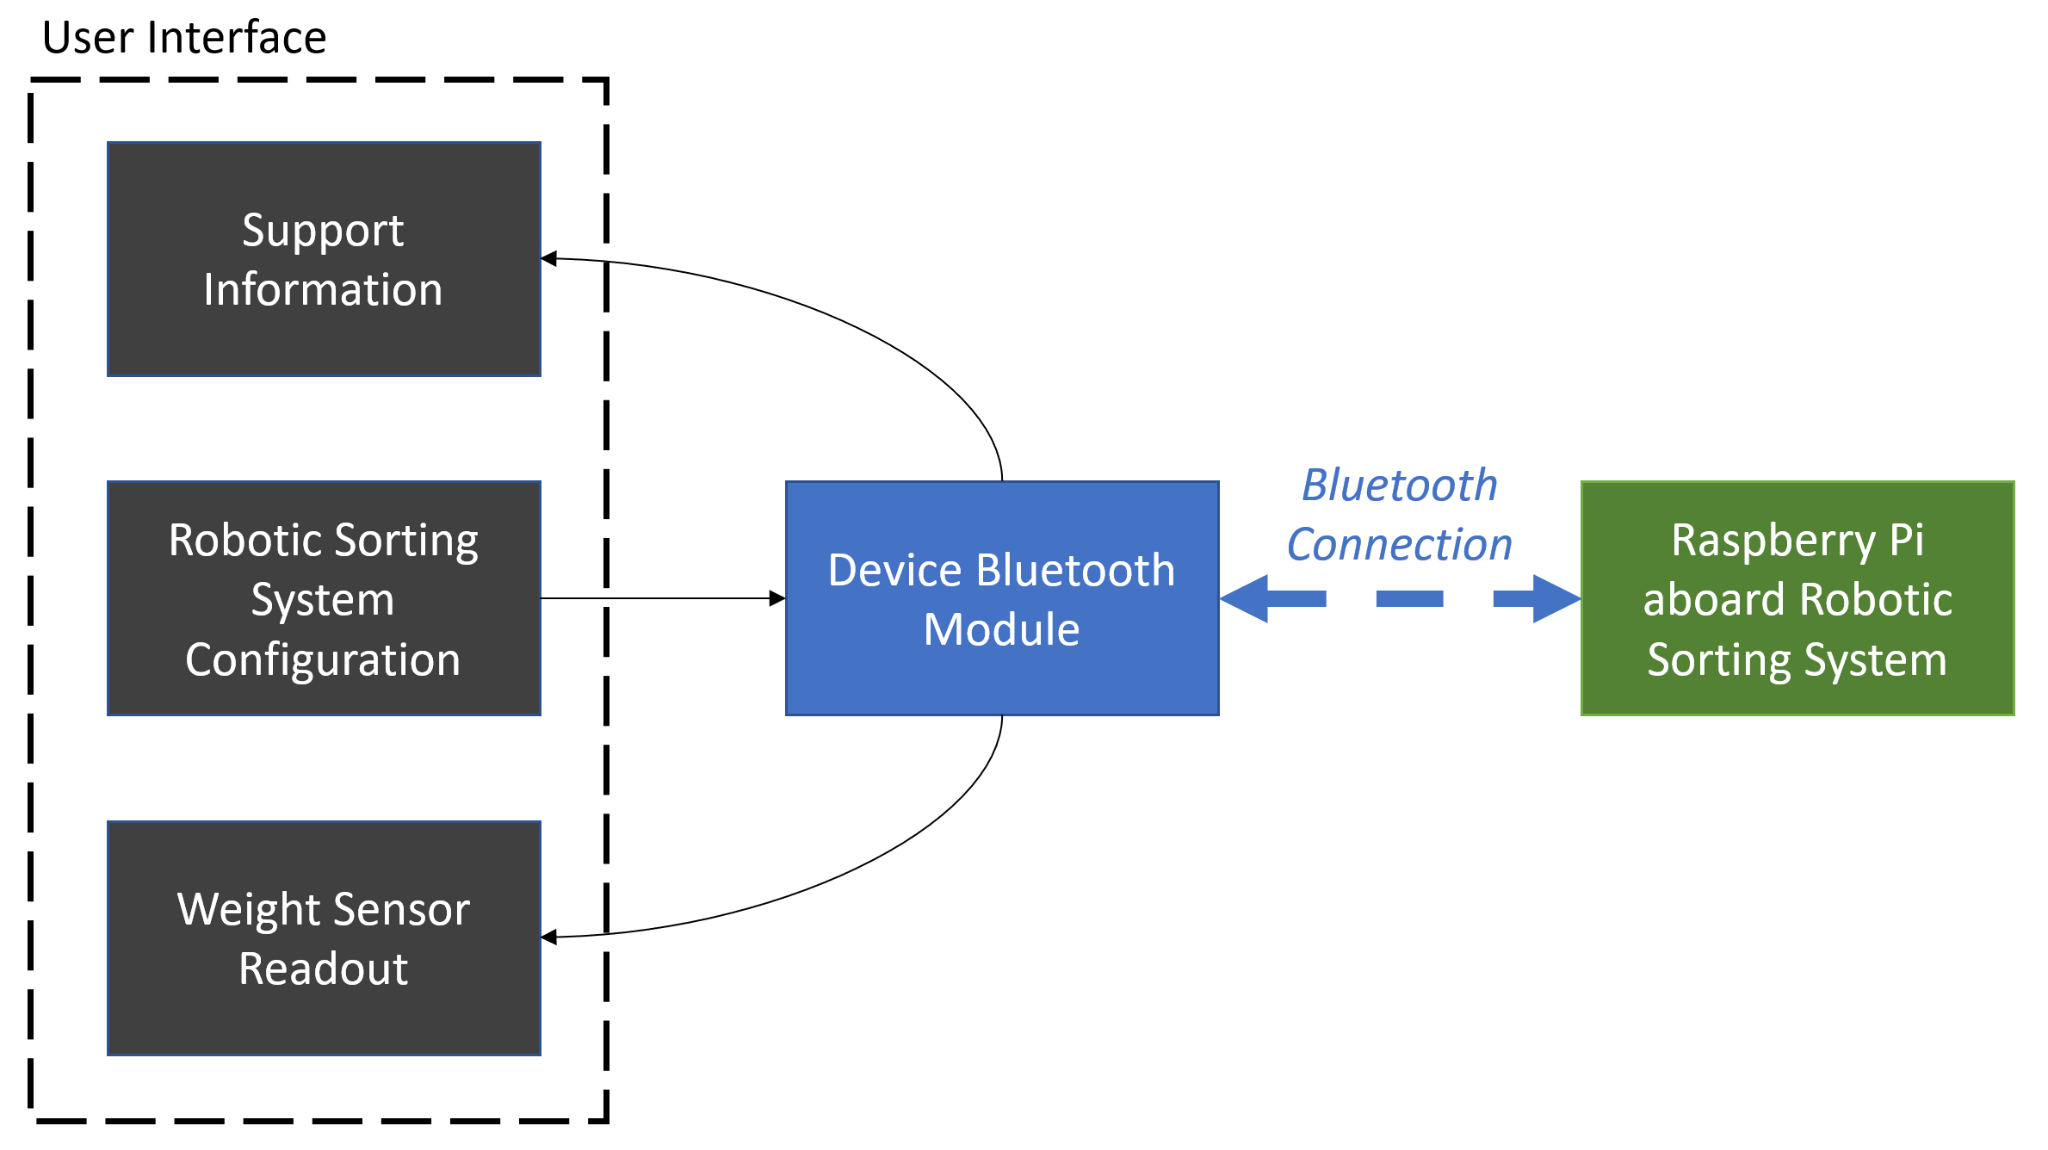 User Interface
Support
Information
Robotic Sorting
System
Configuration
Weight Sensor
Readout
Device Bluetooth
Module
Bluetooth
Connection
Raspberry Pi
aboard Robotic
Sorting System